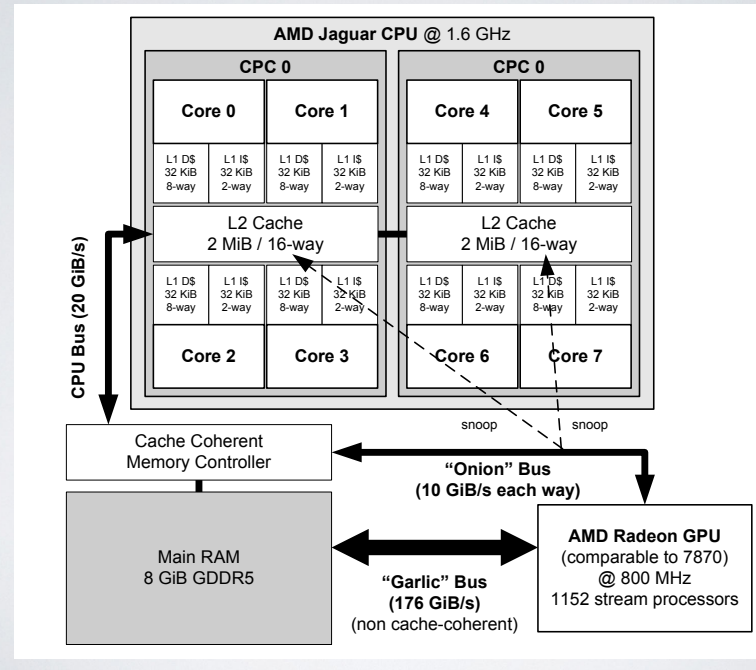 AMD Jaguar CPU @ 1.6 GHz
CPC 0
Core 0
Core 1
L1 D$
32 KiB
8-way
L1 I$
32 KiB
2-way
L1 D$
32 KiB
8-way
L1 I$
32 KiB
2-way
L2 Cache
2 MiB / 16-way
L1 D$
32 KiB
8-way
L1 I$
32 KiB
2-way
L1 D$
32 KiB
8-way
L1 I$
32 KiB
2-way
Core 2
Core 3
CPC 0
Core 4
Core 5
L1 D$
32 KiB
8-way
L1 I$
32 KiB
2-way
L1 D$
32 KiB
8-way
L1 I$
32 KiB
2-way
L2 Cache
2 MiB / 16-way
L1 D$
32 KiB
8-way
L1 I$
32 KiB
2-way
L1 D$
32 KiB
8-way
L1 I$
32 KiB
2-way
Core 6
Core 7
CPU Bus (20 GiB/s)
snoop
snoop
Cache Coherent
Memory Controller
“Onion” Bus
(10 GiB/s each way)
Main RAM
8 GiB GDDR5
“Garlic” Bus
(176 GiB/s)
(non cache-coherent)
AMD Radeon GPU
(comparable to 7870)
@ 800 MHz
1152 stream processors